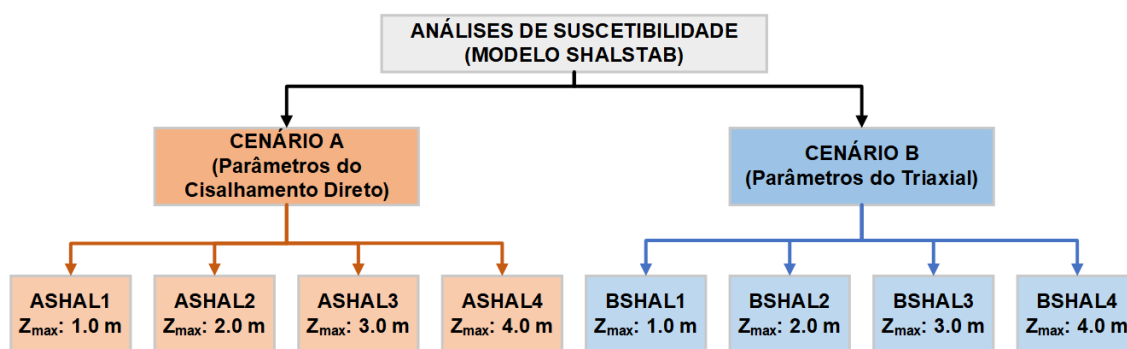 ANÁLISES DE SUSCETIBILIDADE
(MODELO SHALSTAB)
CENÁRIO A
(Parâmetros do
Cisalhamento Direto)
CENÁRIO B
(Parâmetros do Triaxial)
ASHAL1
Zmax: 1.0 m
ASHAL2
Zmax: 2.0 m
ASHAL3
Zmax: 3.0 m
ASHAL4
Zmax: 4.0 m
BSHAL1
Zmax: 1.0 m
BSHAL2
Zmax: 2.0 m
BSHAL3
Zmax: 3.0 m
BSHAL4
Zmax: 4.0 m